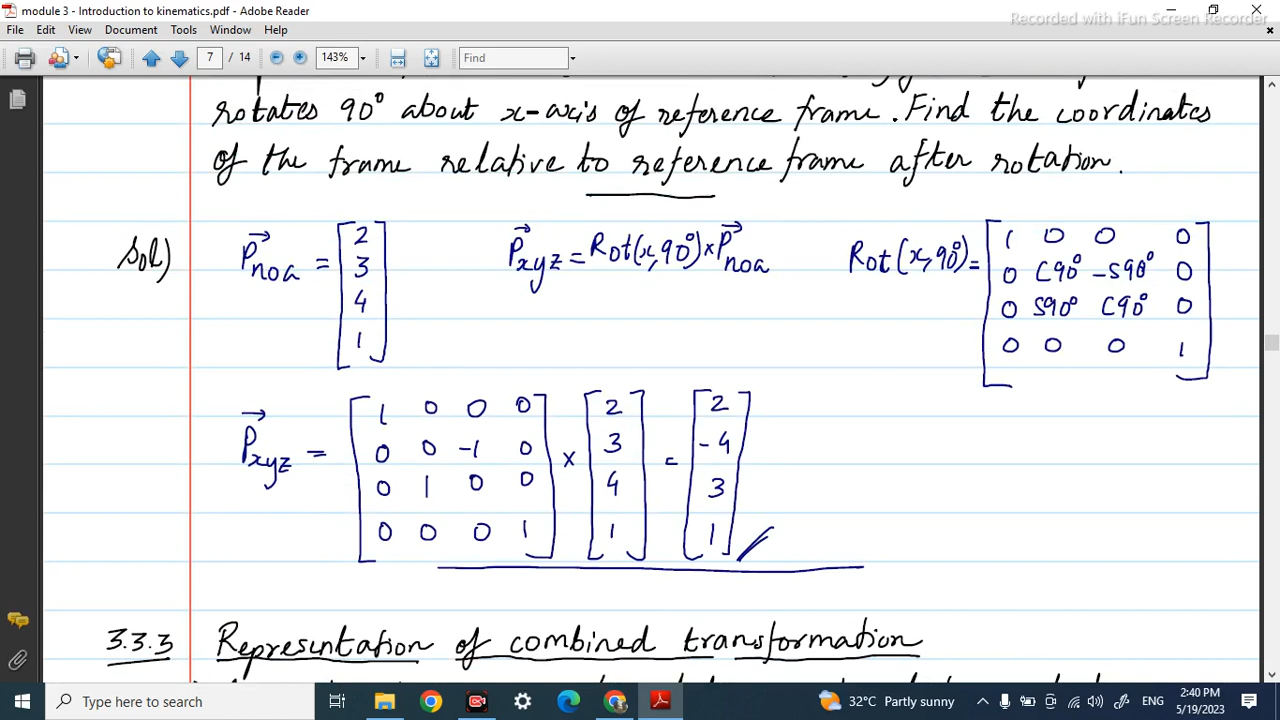 module 3 - Introduction to kinematics.pdf - Adobe Reader
Recorded with iFun Screen Recorder
File Edit View Document Tools Window Help
7 / 14 143% Find
rotates 90° about x-axis of reference frame. Find the coordinates
of the frame relative to reference frame after rotation.
Sol) P⃗noa = [2 3 4 1] P⃗xyz = Rot(x,90°) × P⃗noa Rot(x,90°) =
1 0 0 0
0 C90° -S90° 0
0 S90° C90° 0
0 0 0 1
P⃗xyz =
1 0 0 0 2 2
0 0 -1 0 × 3 = -4
0 1 0 0 4 3
0 0 0 1 1 1
3.3.3 Representation of combined transformation
Type here to search 32°C Partly sunny ENG 2:40 PM
5/19/2023